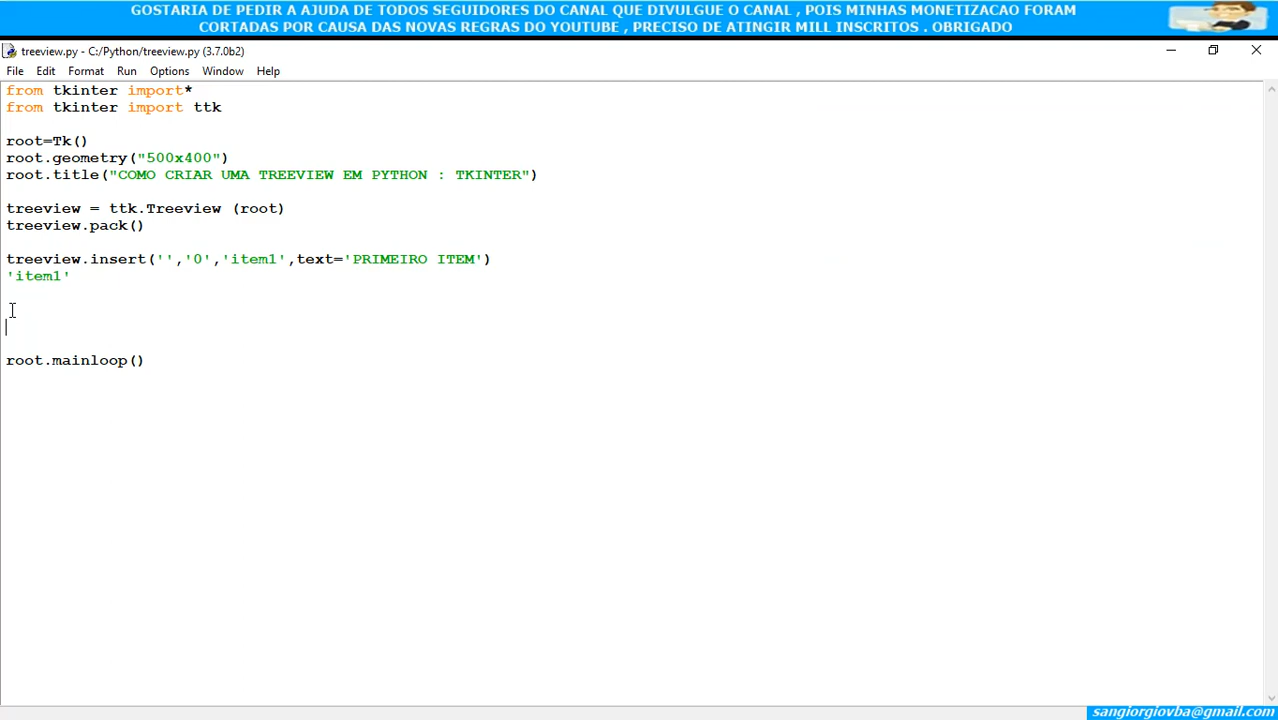 GOSTARIA DE PEDIR A AJUDA DE TODOS SEGUIDORES DO CANAL QUE DIVULGUE O CANAL , POIS MINHAS MONETIZACAO FORAM
CORTADAS POR CAUSA DAS NOVAS REGRAS DO YOUTUBE , PRECISO DE ATINGIR MILL INSCRITOS . OBRIGADO
treeview.py - C:/Python/treeview.py (3.7.0b2)
File Edit Format Run Options Window Help
from tkinter import*
from tkinter import ttk
root=Tk()
root.geometry("500x400")
root.title("COMO CRIAR UMA TREEVIEW EM PYTHON : TKINTER")
treeview = ttk.Treeview (root)
treeview.pack()
treeview.insert('','0','item1',text='PRIMEIRO ITEM')
'item1'
root.mainloop()
sangiorgiovba@gmail.com